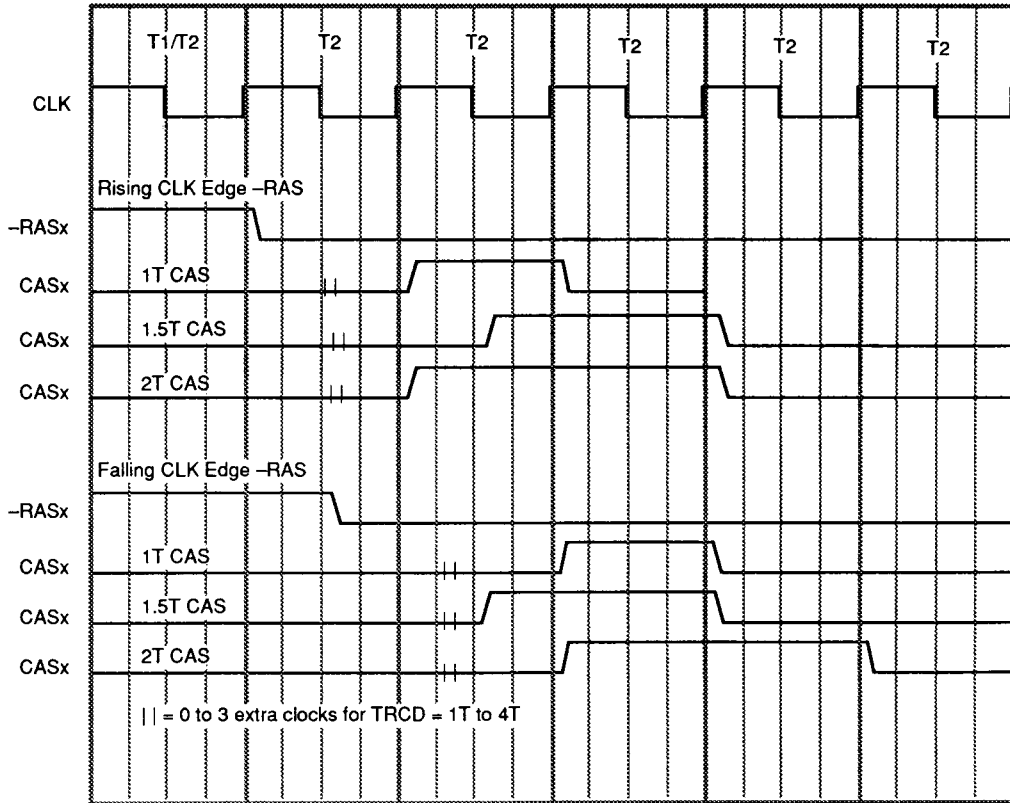 T1/T2 T2 T2 T2 T2 T2
CLK
Rising CLK Edge –RAS
–RASx
1T CAS
CASx
1.5T CAS
CASx
2T CAS
CASx
Falling CLK Edge –RAS
–RASx
1T CAS
CASx
1.5T CAS
CASx
2T CAS
CASx
| | = 0 to 3 extra clocks for TRCD = 1T to 4T